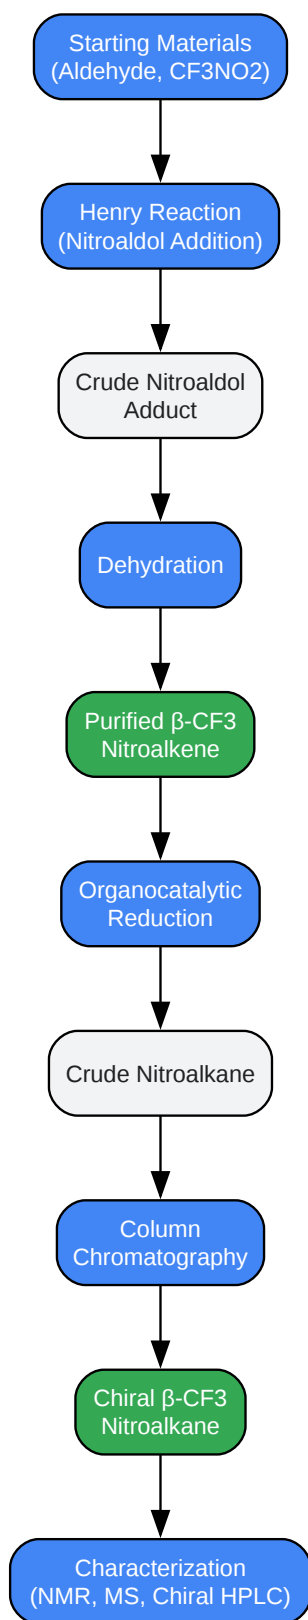 Starting Materials
(Aldehyde, CF3NO2)
Henry Reaction
(Nitroaldol Addition)
Crude Nitroaldol
Adduct
Dehydration
Purified β-CF3
Nitroalkene
Organocatalytic
Reduction
Crude Nitroalkane
Column
Chromatography
Chiral β-CF3
Nitroalkane
Characterization
(NMR, MS, Chiral HPLC)